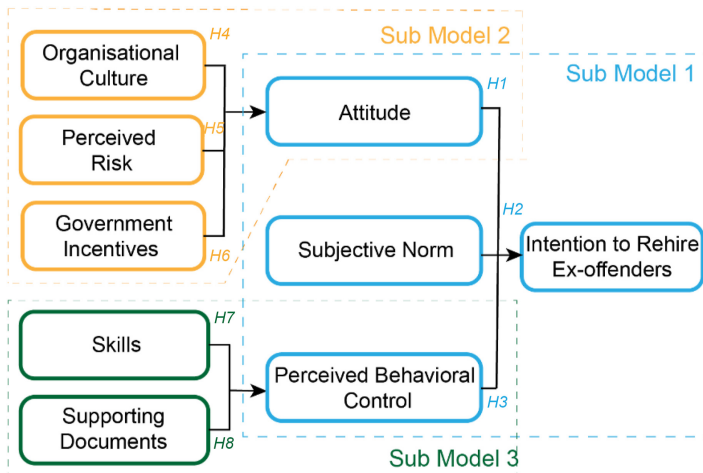 H4
Sub Model 2
Organisational
Culture
Sub Model 1
H1
Attitude
H5
Perceived
Risk
H2
Government
Incentives
Subjective Norm
Intention to Rehire
Ex-offenders
H6
H7
Skills
Perceived Behavioral
Control
H3
Supporting
Documents
H8
Sub Model 3